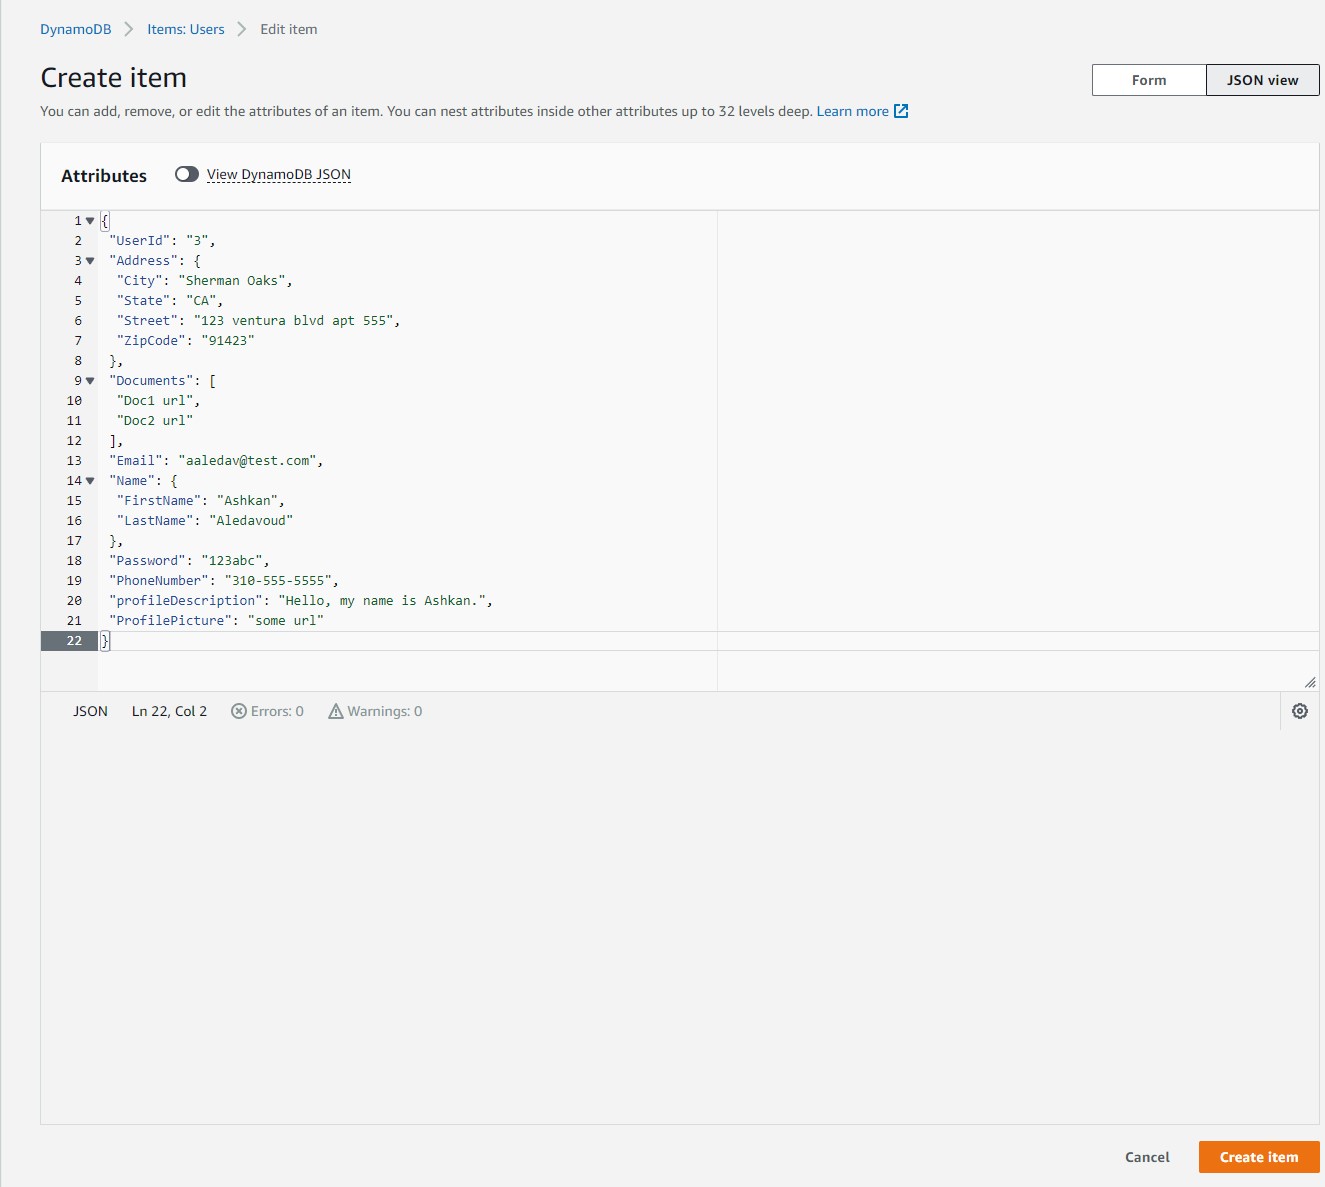 DynamoDB > Items: Users > Edit item
Create item
Form JSON view
You can add, remove, or edit the attributes of an item. You can nest attributes inside other attributes up to 32 levels deep. Learn more
Attributes View DynamoDB JSON
1 {
2 "UserId": "3",
3 "Address": {
4 "City": "Sherman Oaks",
5 "State": "CA",
6 "Street": "123 ventura blvd apt 555",
7 "ZipCode": "91423"
8 },
9 "Documents": [
10 "Doc1 url",
11 "Doc2 url"
12 ],
13 "Email": "aaledav@test.com",
14 "Name": {
15 "FirstName": "Ashkan",
16 "LastName": "Aledavoud"
17 },
18 "Password": "123abc",
19 "PhoneNumber": "310-555-5555",
20 "profileDescription": "Hello, my name is Ashkan.",
21 "ProfilePicture": "some url"
22 }
JSON Ln 22, Col 2 Errors: 0 Warnings: 0
Cancel Create item